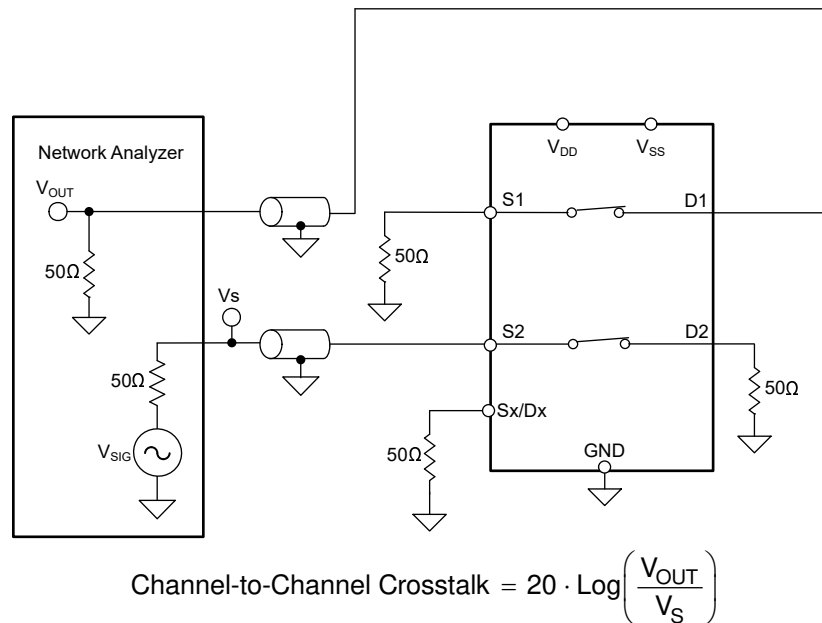 Network Analyzer
V_OUT
50Ω
Vs
50Ω
V_SIG
V_DD
V_SS
S1
D1
50Ω
S2
D2
50Ω
Sx/Dx
50Ω
GND
Channel-to-Channel Crosstalk = 20 · Log(V_OUT / V_S)